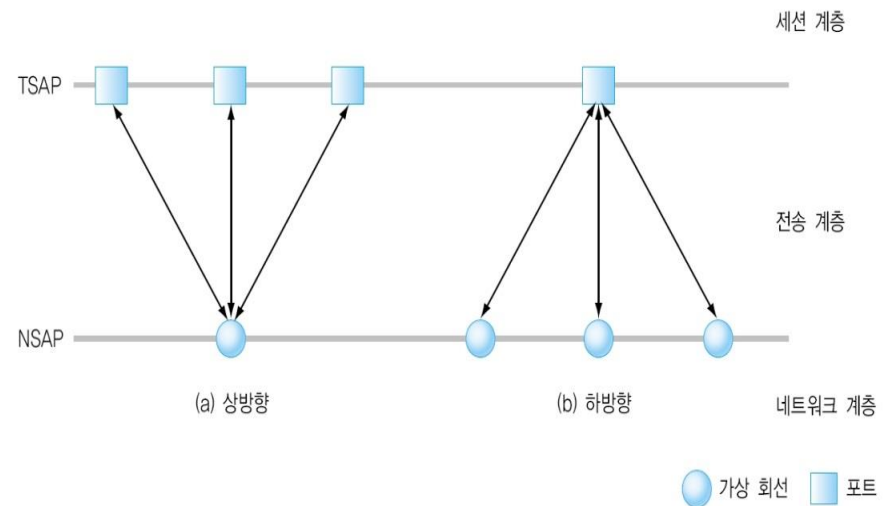 세션 계층
TSAP
전송 계층
NSAP
(a) 상방향
(b) 하방향
네트워크 계층
가상 회선
포트